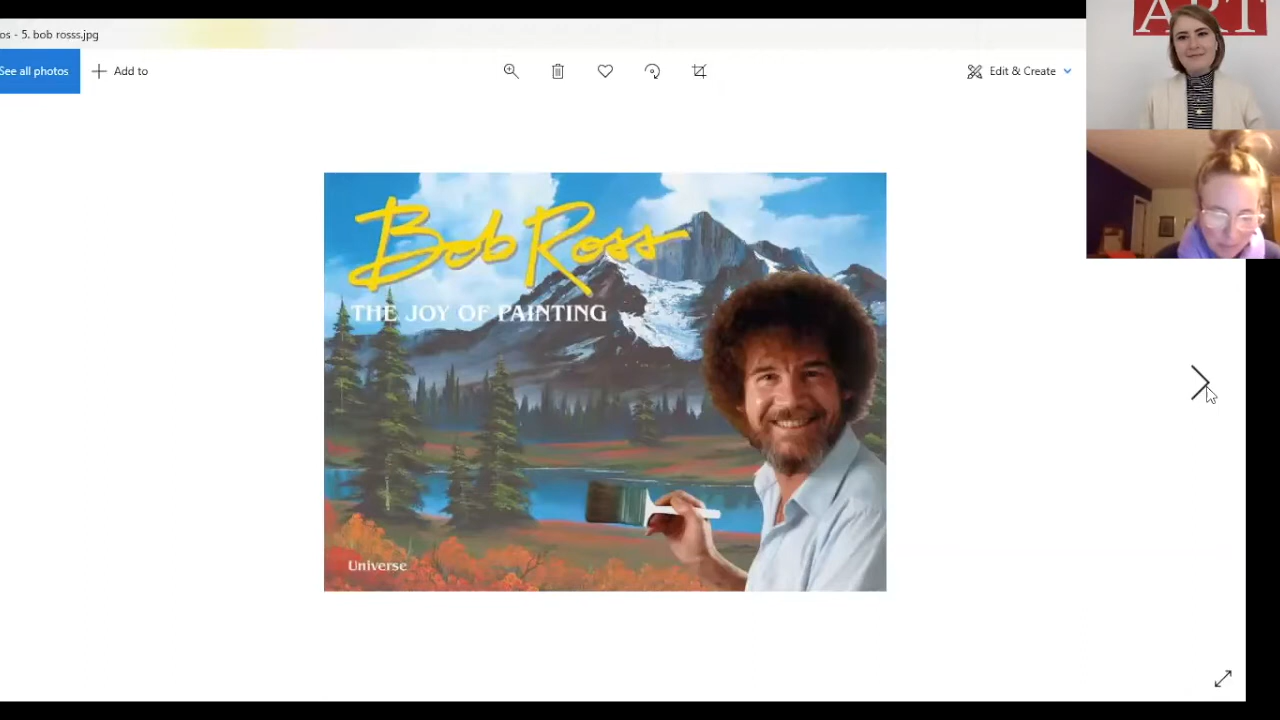 os - 5. bob rosss.jpg
See all photos
Add to
Edit & Create
ART
Bob Ross
THE JOY OF PAINTING
Universe